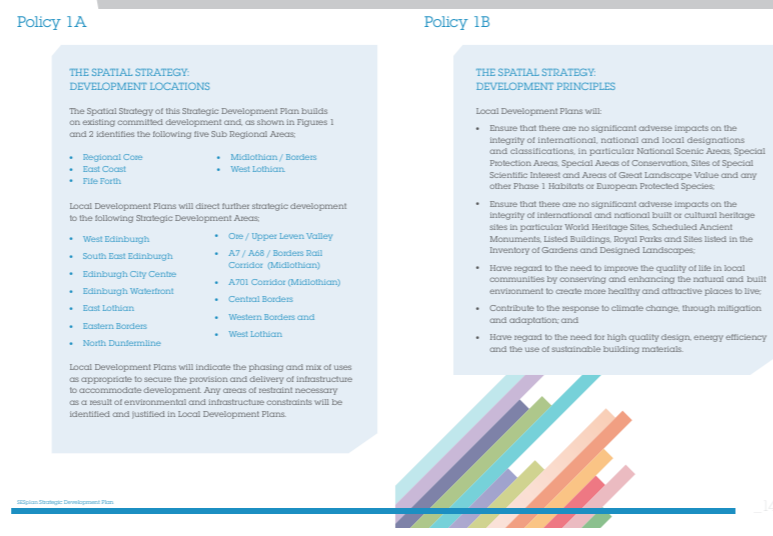 Policy 1A
THE SPATIAL STRATEGY:
DEVELOPMENT LOCATIONS
The Spatial Strategy of this Strategic Development Plan builds
on existing committed development and, as shown in Figures 1
and 2 identifies the following five Sub Regional Areas;
• Regional Core
• East Coast
• Fife Forth
• Midlothian / Borders
• West Lothian.
Local Development Plans will direct further strategic development
to the following Strategic Development Areas;
• West Edinburgh
• South East Edinburgh
• Edinburgh City Centre
• Edinburgh Waterfront
• East Lothian
• Eastern Borders
• North Dunfermline
• Ore / Upper Leven Valley
• A7 / A68 / Borders Rail
Corridor (Midlothian)
• A701 Corridor (Midlothian)
• Central Borders
• Western Borders and
• West Lothian
Local Development Plans will indicate the phasing and mix of uses
as appropriate to secure the provision and delivery of infrastructure
to accommodate development. Any areas of restraint necessary
as a result of environmental and infrastructure constraints will be
identified and justified in Local Development Plans.
Policy 1B
THE SPATIAL STRATEGY:
DEVELOPMENT PRINCIPLES
Local Development Plans will:
• Ensure that there are no significant adverse impacts on the
integrity of international, national and local designations
and classifications, in particular National Scenic Areas, Special
Protection Areas, Special Areas of Conservation, Sites of Special
Scientific Interest and Areas of Great Landscape Value and any
other Phase 1 Habitats or European Protected Species;
• Ensure that there are no significant adverse impacts on the
integrity of international and national built or cultural heritage
sites in particular World Heritage Sites, Scheduled Ancient
Monuments, Listed Buildings, Royal Parks and Sites listed in the
Inventory of Gardens and Designed Landscapes;
• Have regard to the need to improve the quality of life in local
communities by conserving and enhancing the natural and built
environment to create more healthy and attractive places to live;
• Contribute to the response to climate change, through mitigation
and adaptation; and
• Have regard to the need for high quality design, energy efficiency
and the use of sustainable building materials.
SESplan Strategic Development Plan